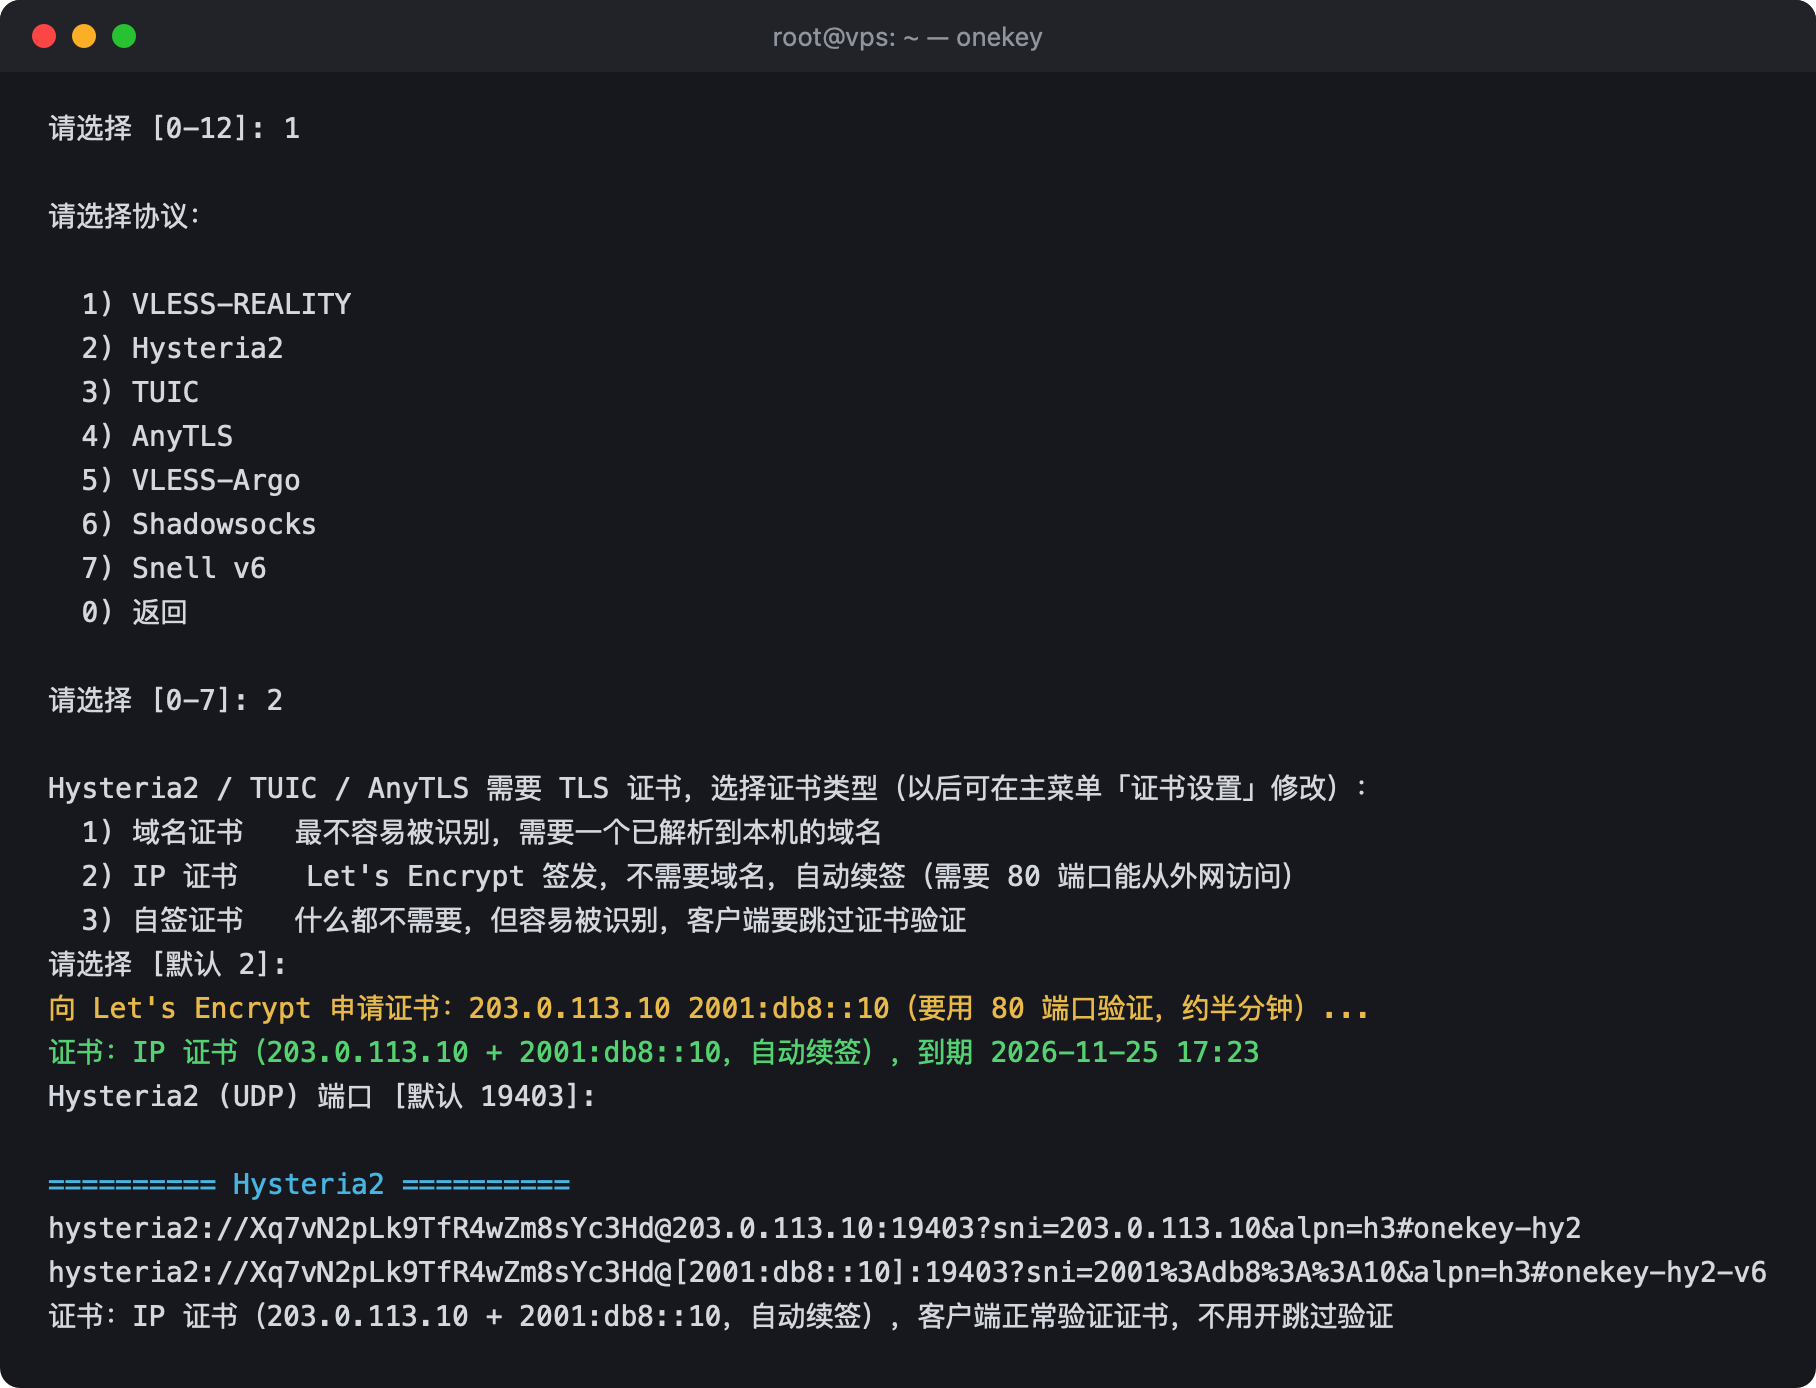 root@vps: ~ — onekey
请选择 [0-12]: 1
请选择协议：
1) VLESS-REALITY
2) Hysteria2
3) TUIC
4) AnyTLS
5) VLESS-Argo
6) Shadowsocks
7) Snell v6
0) 返回
请选择 [0-7]: 2
Hysteria2 / TUIC / AnyTLS 需要 TLS 证书，选择证书类型（以后可在主菜单「证书设置」修改）：
1) 域名证书   最不容易被识别，需要一个已解析到本机的域名
2) IP 证书    Let's Encrypt 签发，不需要域名，自动续签（需要 80 端口能从外网访问）
3) 自签证书   什么都不需要，但容易被识别，客户端要跳过证书验证
请选择 [默认 2]:
向 Let's Encrypt 申请证书：203.0.113.10 2001:db8::10（要用 80 端口验证，约半分钟）...
证书：IP 证书（203.0.113.10 + 2001:db8::10，自动续签），到期 2026-11-25 17:23
Hysteria2 (UDP) 端口 [默认 19403]:
========== Hysteria2 ==========
hysteria2://Xq7vN2pLk9TfR4wZm8sYc3Hd@203.0.113.10:19403?sni=203.0.113.10&alpn=h3#onekey-hy2
hysteria2://Xq7vN2pLk9TfR4wZm8sYc3Hd@[2001:db8::10]:19403?sni=2001%3Adb8%3A%3A10&alpn=h3#onekey-hy2-v6
证书：IP 证书（203.0.113.10 + 2001:db8::10，自动续签），客户端正常验证证书，不用开跳过验证